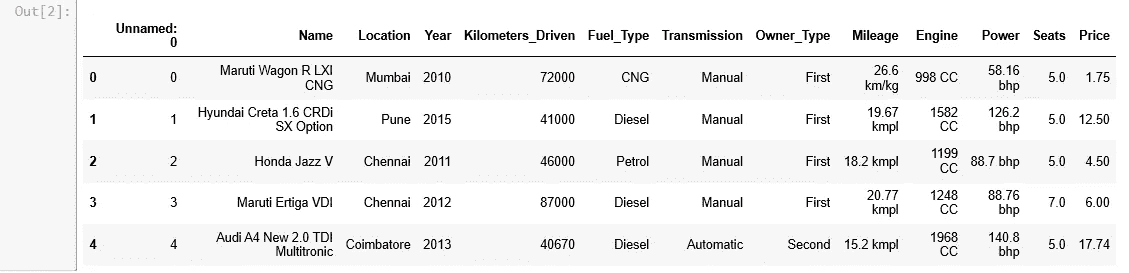 Out[2]:
Unnamed: 0 Name Location Year Kilometers_Driven Fuel_Type Transmission Owner_Type Mileage Engine Power Seats Price
0 0 Maruti Wagon R LXI CNG Mumbai 2010 72000 CNG Manual First 26.6 km/kg 998 CC 58.16 bhp 5.0 1.75
1 1 Hyundai Creta 1.6 CRDi SX Option Pune 2015 41000 Diesel Manual First 19.67 kmpl 1582 CC 126.2 bhp 5.0 12.50
2 2 Honda Jazz V Chennai 2011 46000 Petrol Manual First 18.2 kmpl 1199 CC 88.7 bhp 5.0 4.50
3 3 Maruti Ertiga VDI Chennai 2012 87000 Diesel Manual First 20.77 kmpl 1248 CC 88.76 bhp 7.0 6.00
4 4 Audi A4 New 2.0 TDI Multitronic Coimbatore 2013 40670 Diesel Automatic Second 15.2 kmpl 1968 CC 140.8 bhp 5.0 17.74